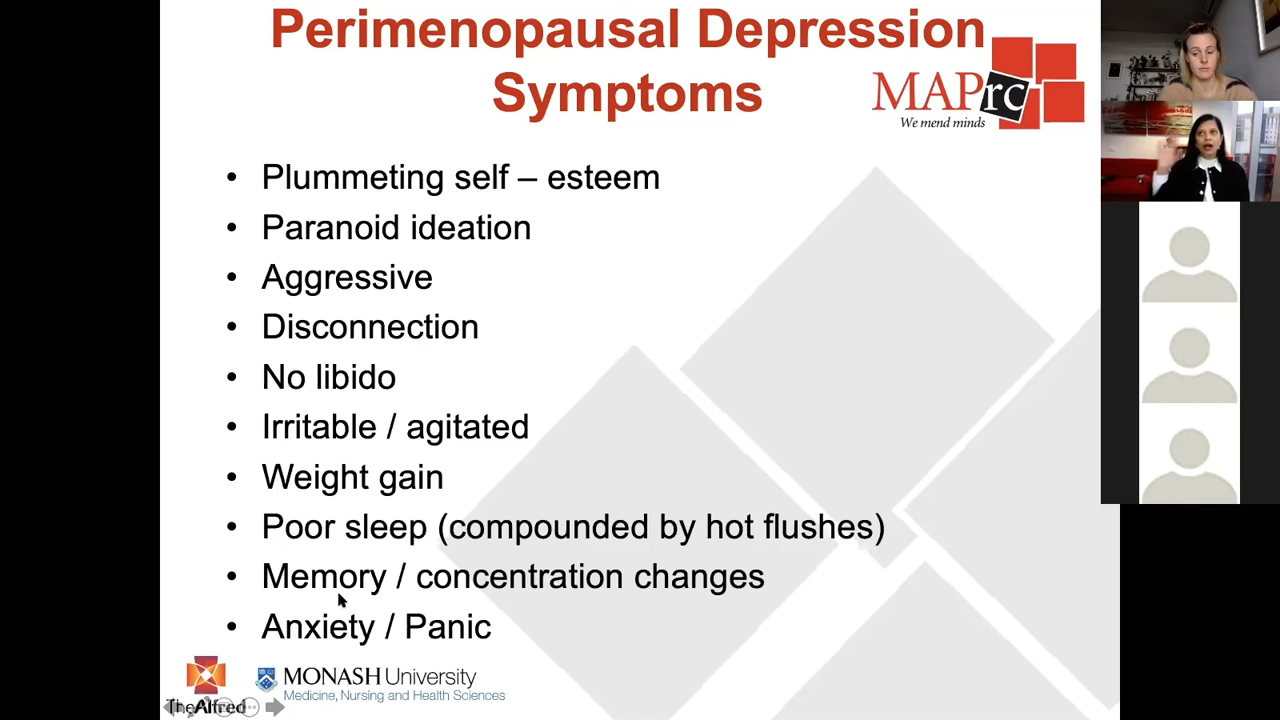 Perimenopausal Depression
Symptoms
MAPrc
We mend minds
• Plummeting self – esteem
• Paranoid ideation
• Aggressive
• Disconnection
• No libido
• Irritable / agitated
• Weight gain
• Poor sleep (compounded by hot flushes)
• Memory / concentration changes
• Anxiety / Panic
MONASH University
Medicine, Nursing and Health Sciences
TheAlfred